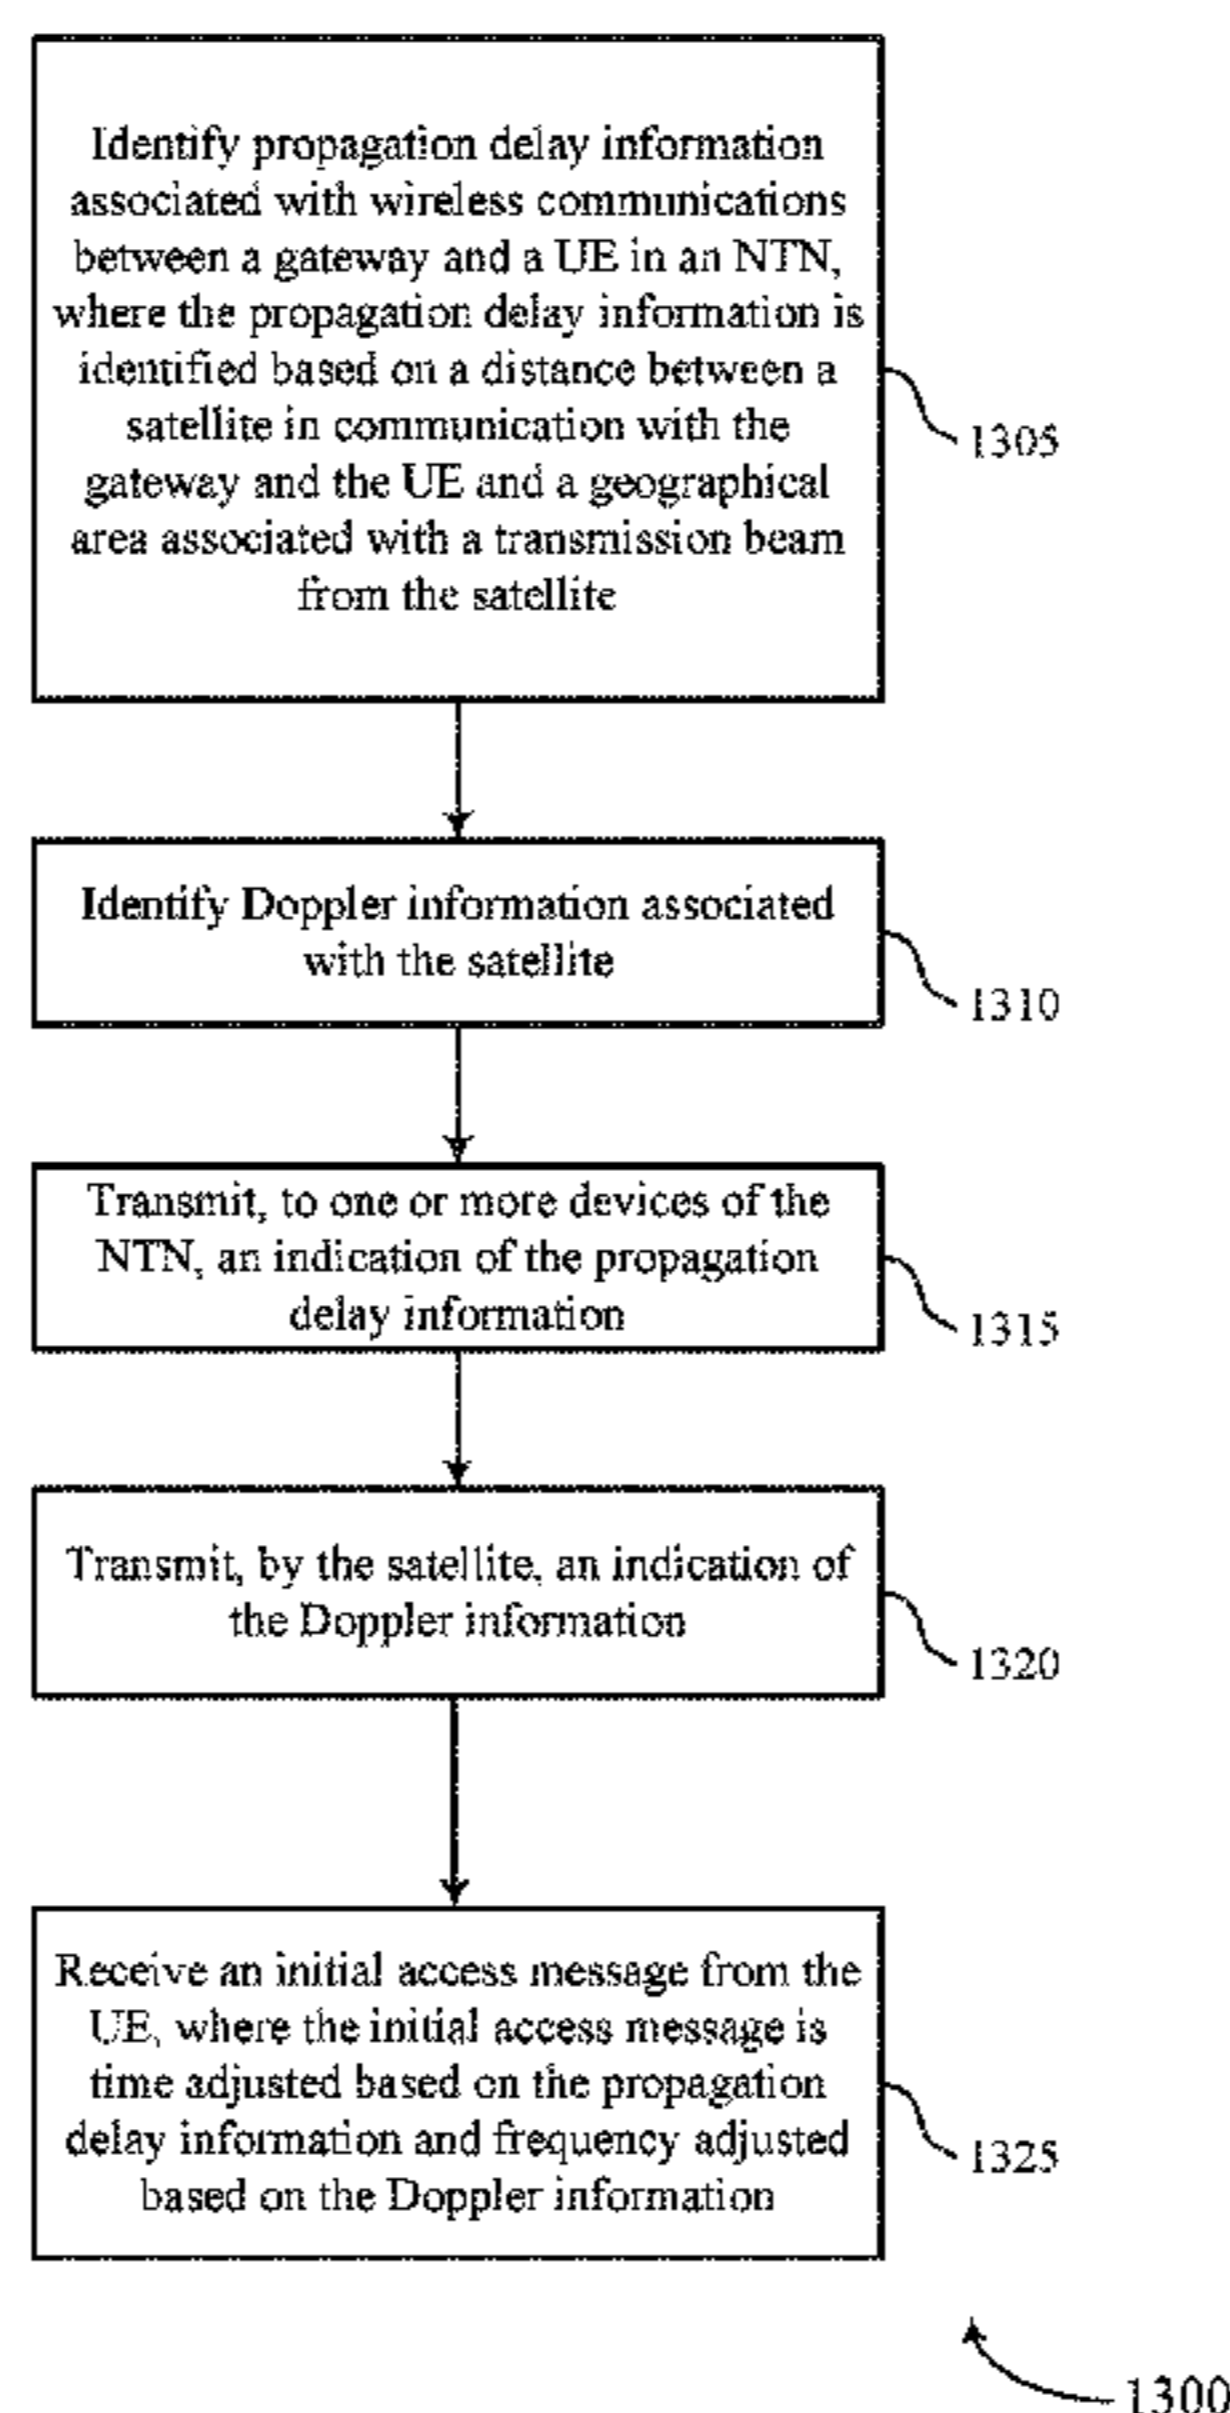 Identify propagation delay information
associated with wireless communications
between a gateway and a UE in an NTN,
where the propagation delay information is
identified based on a distance between a
satellite in communication with the
gateway and the UE and a geographical
area associated with a transmission beam
from the satellite
1305
Identify Doppler information associated
with the satellite
1310
Transmit, to one or more devices of the
NTN, an indication of the propagation
delay information
1315
Transmit, by the satellite, an indication of
the Doppler information
1320
Receive an initial access message from the
UE, where the initial access message is
time adjusted based on the propagation
delay information and frequency adjusted
based on the Doppler information
1325
1300